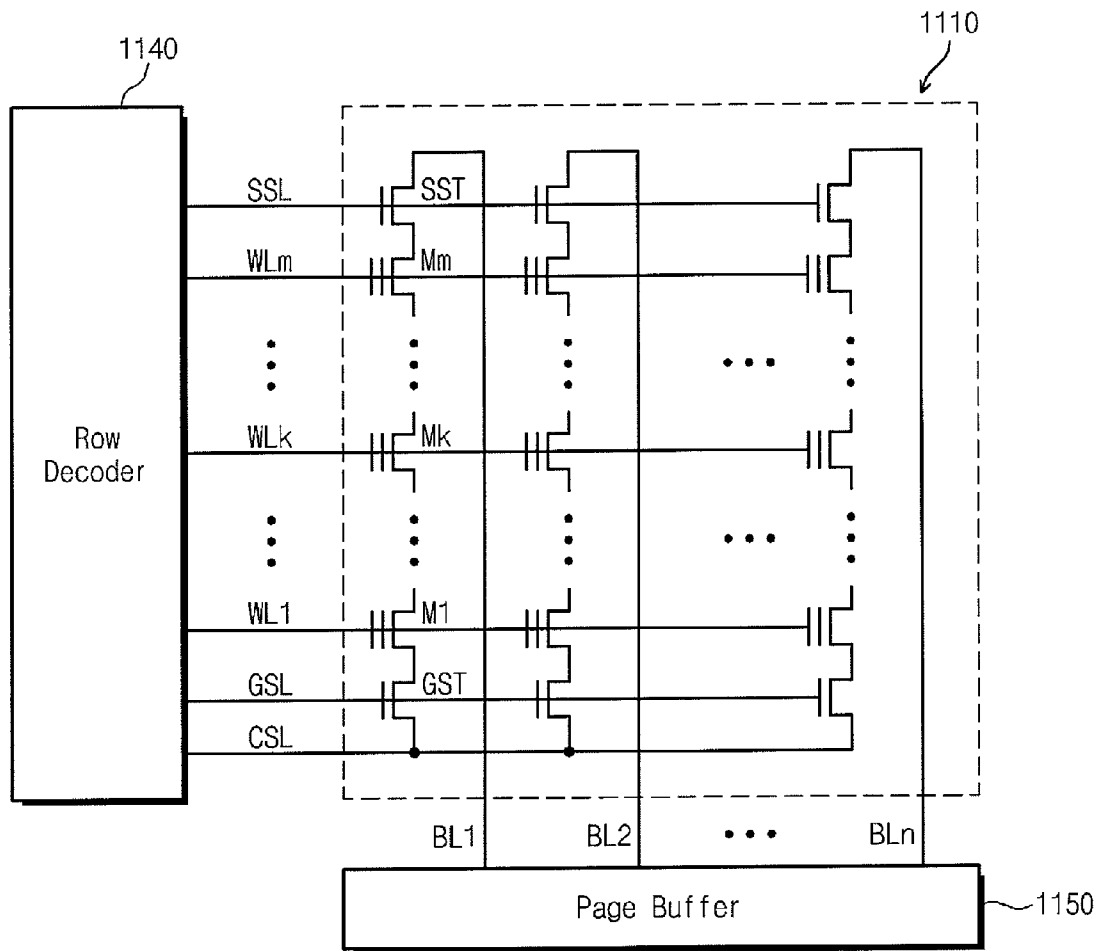 1140
1110
SSL
SST
WLm
Mm
Row
Decoder
WLk
Mk
WL1
M1
GSL
GST
CSL
BL1
BL2
BLn
Page Buffer
1150